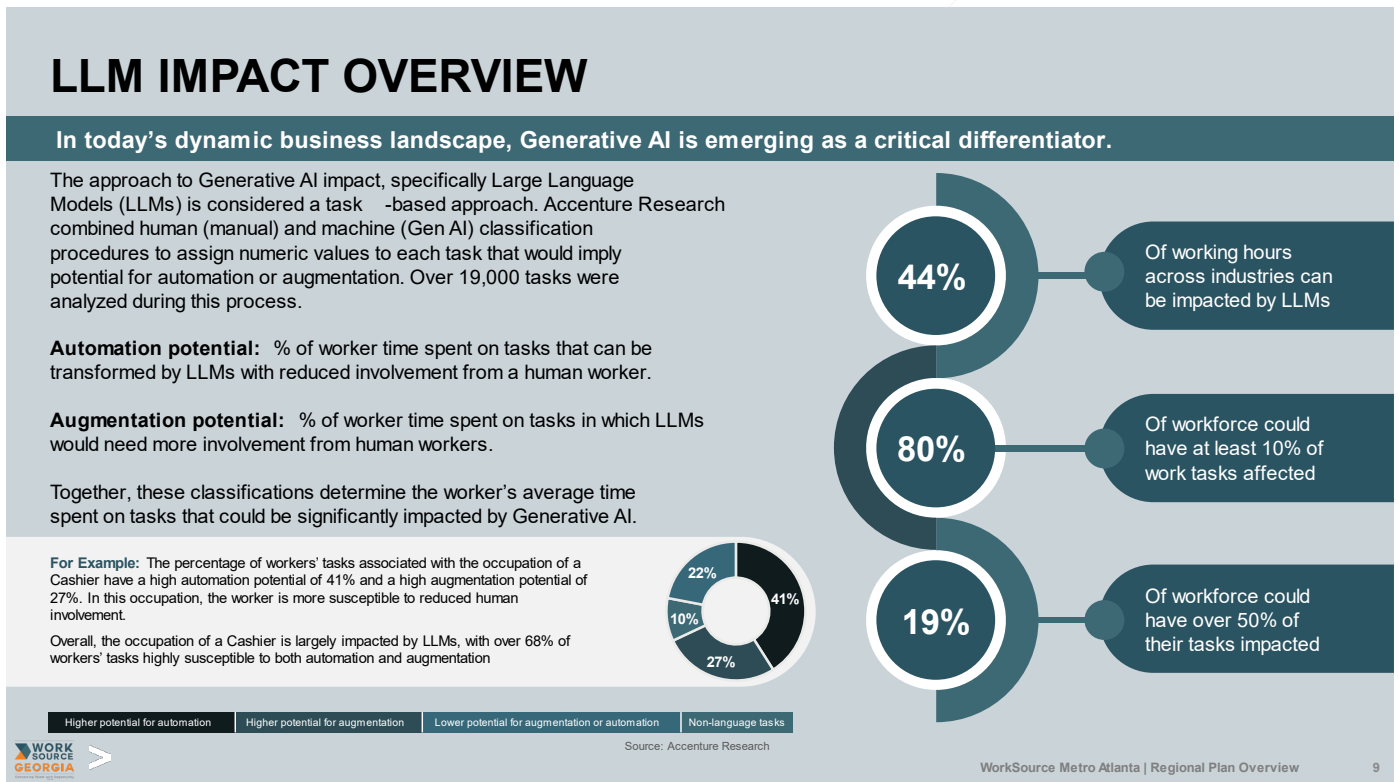 LLM IMPACT OVERVIEW
In today's dynamic business landscape, Generative AI is emerging as a critical differentiator.
The approach to Generative AI impact, specifically Large Language
Models (LLMs) is considered a task -based approach. Accenture Research
combined human (manual) and machine (Gen AI) classification
procedures to assign numeric values to each task that would imply
potential for automation or augmentation. Over 19,000 tasks were
analyzed during this process.
Automation potential: % of worker time spent on tasks that can be
transformed by LLMs with reduced involvement from a human worker.
Augmentation potential: % of worker time spent on tasks in which LLMs
would need more involvement from human workers.
Together, these classifications determine the worker's average time
spent on tasks that could be significantly impacted by Generative AI.
For Example: The percentage of workers' tasks associated with the occupation of a
Cashier have a high automation potential of 41% and a high augmentation potential of
27%. In this occupation, the worker is more susceptible to reduced human
involvement.
Overall, the occupation of a Cashier is largely impacted by LLMs, with over 68% of
workers' tasks highly susceptible to both automation and augmentation
22%
41%
10%
27%
Higher potential for automation
Higher potential for augmentation
Lower potential for augmentation or automation
Non-language tasks
Source: Accenture Research
44%
Of working hours
across industries can
be impacted by LLMs
80%
Of workforce could
have at least 10% of
work tasks affected
19%
Of workforce could
have over 50% of
their tasks impacted
WORK
SOURCE
GEORGIA
WorkSource Metro Atlanta | Regional Plan Overview
9